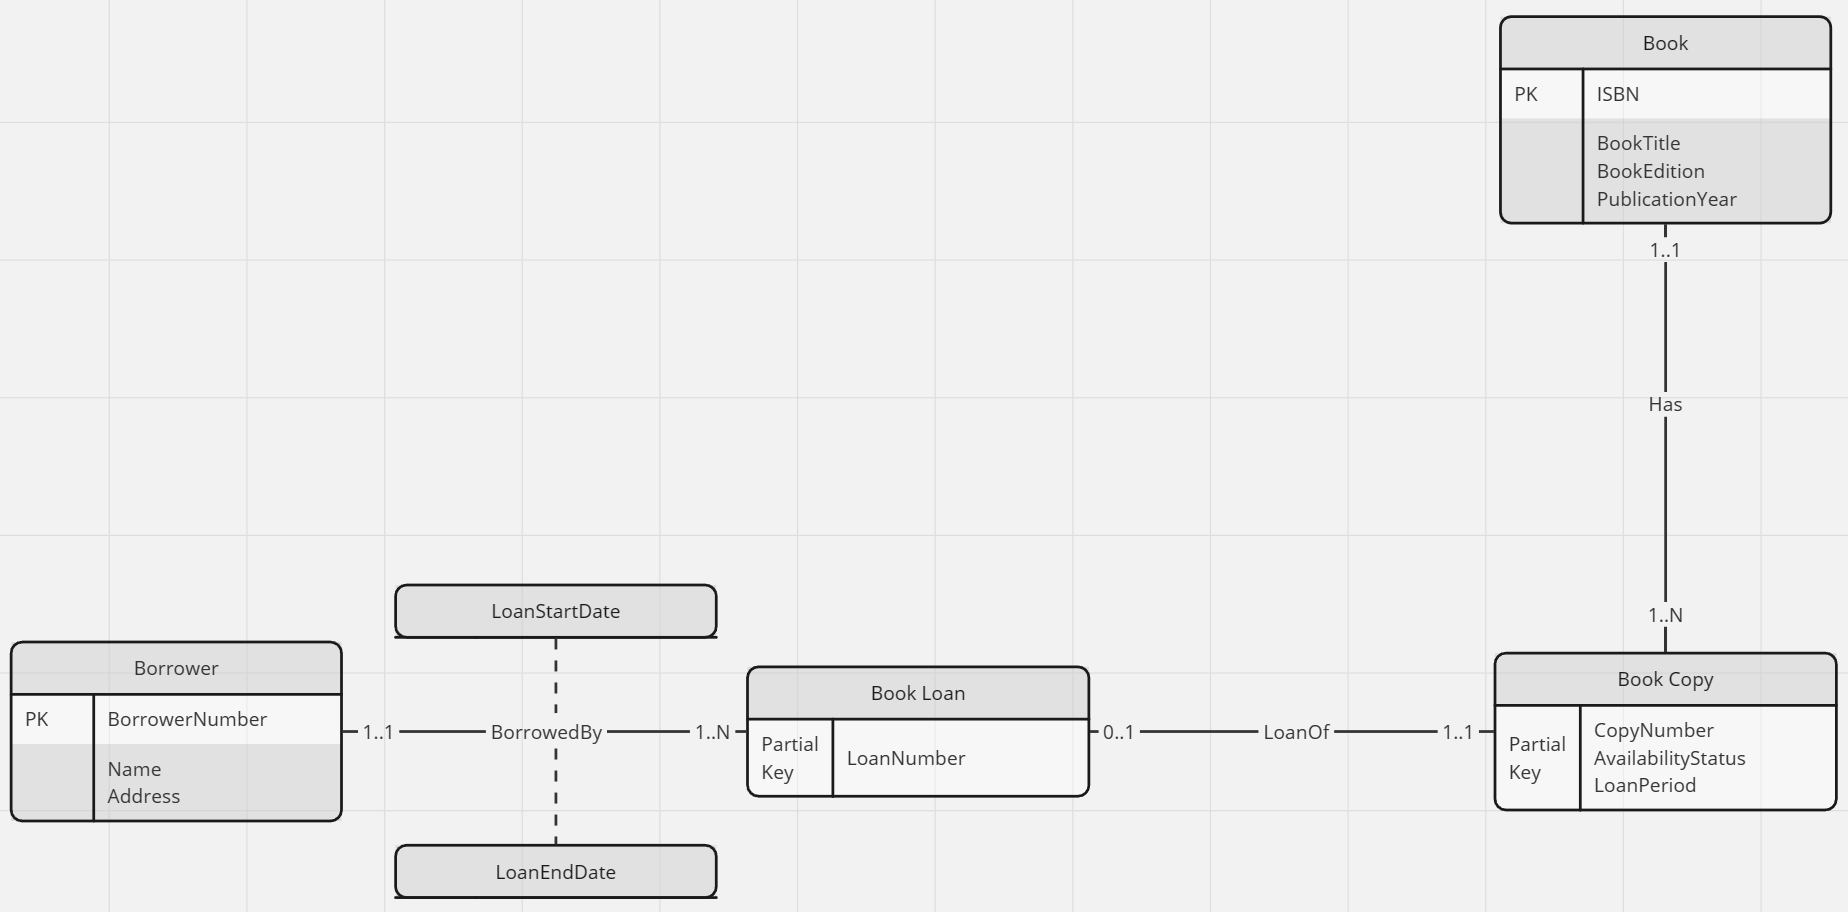 Book
PK
ISBN
BookTitle
BookEdition
PublicationYear
1..1
Has
1..N
LoanStartDate
Borrower
PK
BorrowerNumber
Name
Address
1..1
BorrowedBy
1..N
Book Loan
Partial
Key
LoanNumber
0..1
LoanOf
1..1
Book Copy
Partial
Key
CopyNumber
AvailabilityStatus
LoanPeriod
LoanEndDate